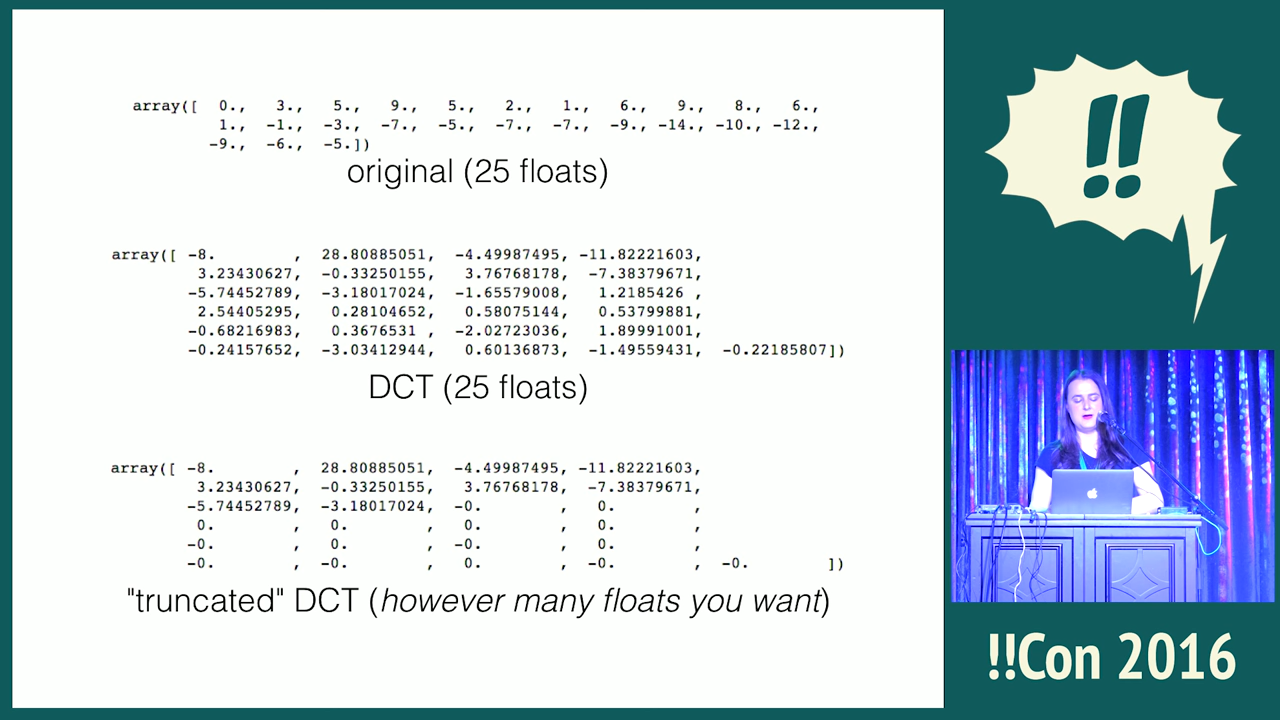 array([ 0., 3., 5., 9., 5., 2., 1., 6., 9., 8., 6.,
1., -1., -3., -7., -5., -7., -7., -9., -14., -10., -12.,
-9., -6., -5.])
original (25 floats)
array([ -8. , 28.80885051, -4.49987495, -11.82221603,
3.23430627, -0.33250155, 3.76768178, -7.38379671,
-5.74452789, -3.18017024, -1.65579008, 1.2185426 ,
2.54405295, 0.28104652, 0.58075144, 0.53799881,
-0.68216983, 0.3676531 , -2.02723036, 1.89991001,
-0.24157652, -3.03412944, 0.60136873, -1.49559431, -0.22185807])
DCT (25 floats)
array([ -8. , 28.80885051, -4.49987495, -11.82221603,
3.23430627, -0.33250155, 3.76768178, -7.38379671,
-5.74452789, -3.18017024, -0. , 0. ,
0. , 0. , 0. , 0. ,
-0. , 0. , -0. , 0. ,
-0. , -0. , 0. , -0. , -0. ])
"truncated" DCT (however many floats you want)
!!
!!Con 2016